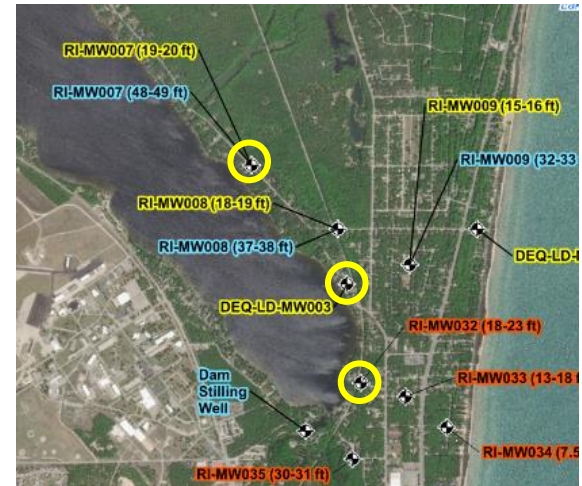 RI-MW007 (19-20 ft)
RI-MW007 (48-49 ft)
RI-MW009 (15-16 ft)
RI-MW009 (32-33
RI-MW008 (18-19 ft)
RI-MW008 (37-38 ft)
DEQ-LD-
DEQ-LD-MW003
RI-MW032 (18-23 ft)
Dam
Stilling
Well
RI-MW033 (13-18 f
RI-MW034 (7.5
RI-MW035 (30-31 ft)